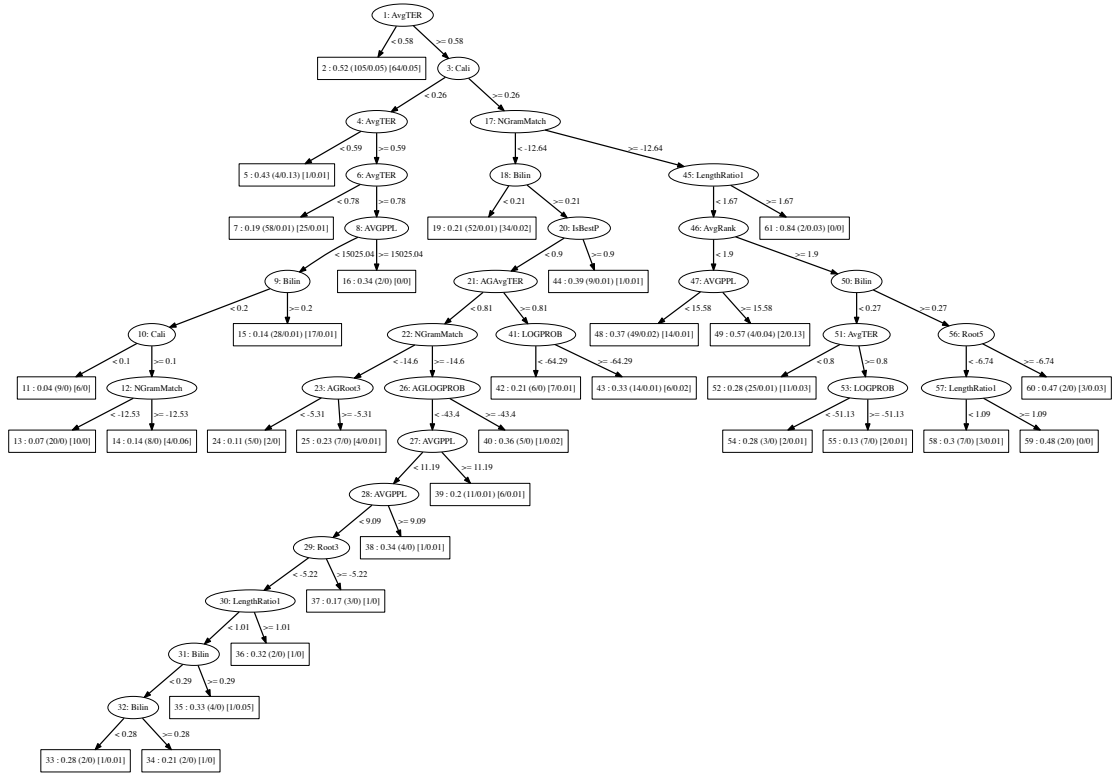 1: AvgTER
< 0.58 >= 0.58
2 : 0.52 (105/0.05) [64/0.05] 3: Cali
< 0.26 >= 0.26
4: AvgTER 17: NGramMatch
< 0.59 >= 0.59 < -12.64 >= -12.64
5 : 0.43 (4/0.13) [1/0.01] 6: AvgTER 18: Bilin 45: LengthRatio1
< 0.78 >= 0.78 < 0.21 >= 0.21 < 1.67 >= 1.67
7 : 0.19 (58/0.01) [25/0.01] 8: AVGPPL 19 : 0.21 (52/0.01) [34/0.02] 20: IsBestP 46: AvgRank 61 : 0.84 (2/0.03) [0/0]
< 15025.04 >= 15025.04 < 0.9 >= 0.9 < 1.9 >= 1.9
9: Bilin 16 : 0.34 (2/0) [0/0] 21: AGAvgTER 44 : 0.39 (9/0.01) [1/0.01] 47: AVGPPL 50: Bilin
< 0.2 >= 0.2 < 0.81 >= 0.81 < 15.58 >= 15.58 < 0.27 >= 0.27
10: Cali 15 : 0.14 (28/0.01) [17/0.01] 22: NGramMatch 41: LOGPROB 48 : 0.37 (49/0.02) [14/0.01] 49 : 0.57 (4/0.04) [2/0.13] 51: AvgTER 56: Root5
< 0.1 >= 0.1 < -14.6 >= -14.6 < -64.29 >= -64.29 < 0.8 >= 0.8 < -6.74 >= -6.74
11 : 0.04 (9/0) [6/0] 12: NGramMatch 23: AGRoot3 26: AGLOGPROB 42 : 0.21 (6/0) [7/0.01] 43 : 0.33 (14/0.01) [6/0.02] 52 : 0.28 (25/0.01) [11/0.03] 53: LOGPROB 57: LengthRatio1 60 : 0.47 (2/0) [3/0.03]
< -12.53 >= -12.53 < -5.31 >= -5.31 < -43.4 >= -43.4 < -51.13 >= -51.13 < 1.09 >= 1.09
13 : 0.07 (20/0) [10/0] 14 : 0.14 (8/0) [4/0.06] 24 : 0.11 (5/0) [2/0] 25 : 0.23 (7/0) [4/0.01] 27: AVGPPL 40 : 0.36 (5/0) [1/0.02] 54 : 0.28 (3/0) [2/0.01] 55 : 0.13 (7/0) [2/0.01] 58 : 0.3 (7/0) [3/0.01] 59 : 0.48 (2/0) [0/0]
< 11.19 >= 11.19
28: AVGPPL 39 : 0.2 (11/0.01) [6/0.01]
< 9.09 >= 9.09
29: Root3 38 : 0.34 (4/0) [1/0.01]
< -5.22 >= -5.22
30: LengthRatio1 37 : 0.17 (3/0) [1/0]
< 1.01 >= 1.01
31: Bilin 36 : 0.32 (2/0) [1/0]
< 0.29 >= 0.29
32: Bilin 35 : 0.33 (4/0) [1/0.05]
< 0.28 >= 0.28
33 : 0.28 (2/0) [1/0.01] 34 : 0.21 (2/0) [1/0]